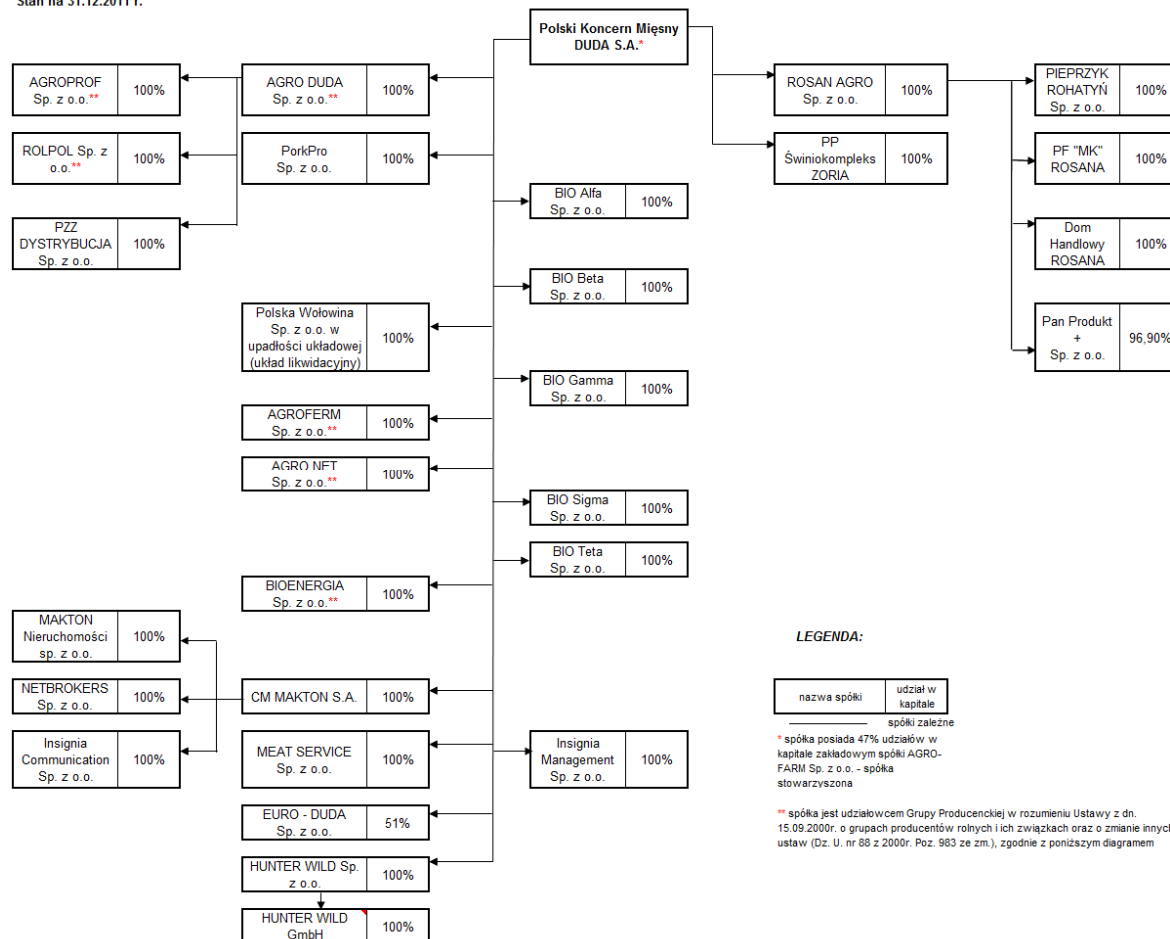 Stan na 31.12.2011 r.
Polski Koncern Mięsny
DUDA S.A.*
AGROPROF
Sp. z o.o.**
100%
AGRO DUDA
Sp. z o.o.**
100%
ROSAN AGRO
Sp. z o.o.
100%
PIEPRZYK
ROHATYŃ
Sp. z o.o.
100%
ROLPOL Sp. z
o.o.**
100%
PorkPro
Sp. z o.o.
100%
PP
Świniokompleks
ZORIA
100%
PF "MK"
ROSANA
100%
BIO Alfa
Sp. z o.o.
100%
PZZ
DYSTRYBUCJA
Sp. z o.o.
100%
Dom
Handlowy
ROSANA
100%
BIO Beta
Sp. z o.o.
100%
Polska Wołowina
Sp. z o.o. w
upadłości układowej
(układ likwidacyjny)
100%
Pan Produkt
+
Sp. z o.o.
96,90%
BIO Gamma
Sp. z o.o.
100%
AGROFERM
Sp. z o.o.**
100%
AGRO NET
Sp. z o.o.**
100%
BIO Sigma
Sp. z o.o.
100%
BIO Teta
Sp. z o.o.
100%
BIOENERGIA
Sp. z o.o.**
100%
MAKTON
Nieruchomości
sp. z o.o.
100%
NETBROKERS
Sp. z o.o.
100%
CM MAKTON S.A.
100%
Insignia
Communication
Sp. z o.o.
100%
MEAT SERVICE
Sp. z o.o.
100%
Insignia
Management
Sp. z o.o.
100%
EURO - DUDA
Sp. z o.o.
51%
HUNTER WILD Sp.
z o.o.
100%
HUNTER WILD
GmbH
100%
LEGENDA:
nazwa spółki
udział w
kapitale
spółki zależne
* spółka posiada 47% udziałów w
kapitale zakładowym spółki AGRO-
FARM Sp. z o.o. - spółka
stowarzyszona
** spółka jest udziałowcem Grupy Producenckiej w rozumieniu Ustawy z dn.
15.09.2000r. o grupach producentów rolnych i ich związkach oraz o zmianie innych
ustaw (Dz. U. nr 88 z 2000r. Poz. 983 ze zm.), zgodnie z poniższym diagramem